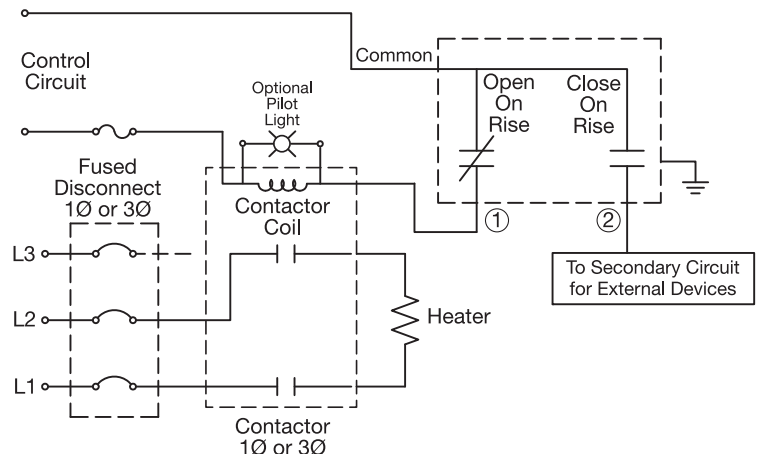 Control
Circuit
Common
Open
On
Rise
Close
On
Rise
Optional
Pilot
Light
Fused
Disconnect
1Ø or 3Ø
Contactor
Coil
①
②
To Secondary Circuit
for External Devices
L3
L2
Heater
L1
Contactor
1Ø or 3Ø